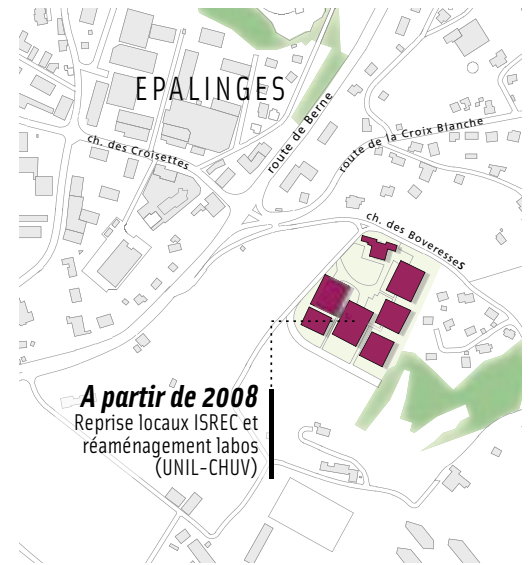 EPALINGES
ch. des Croisettes
route de Berne
route de la Croix Blanche
ch. des Boveresses
A partir de 2008
Reprise locaux ISREC et
réaménagement labos
(UNIL-CHUV)